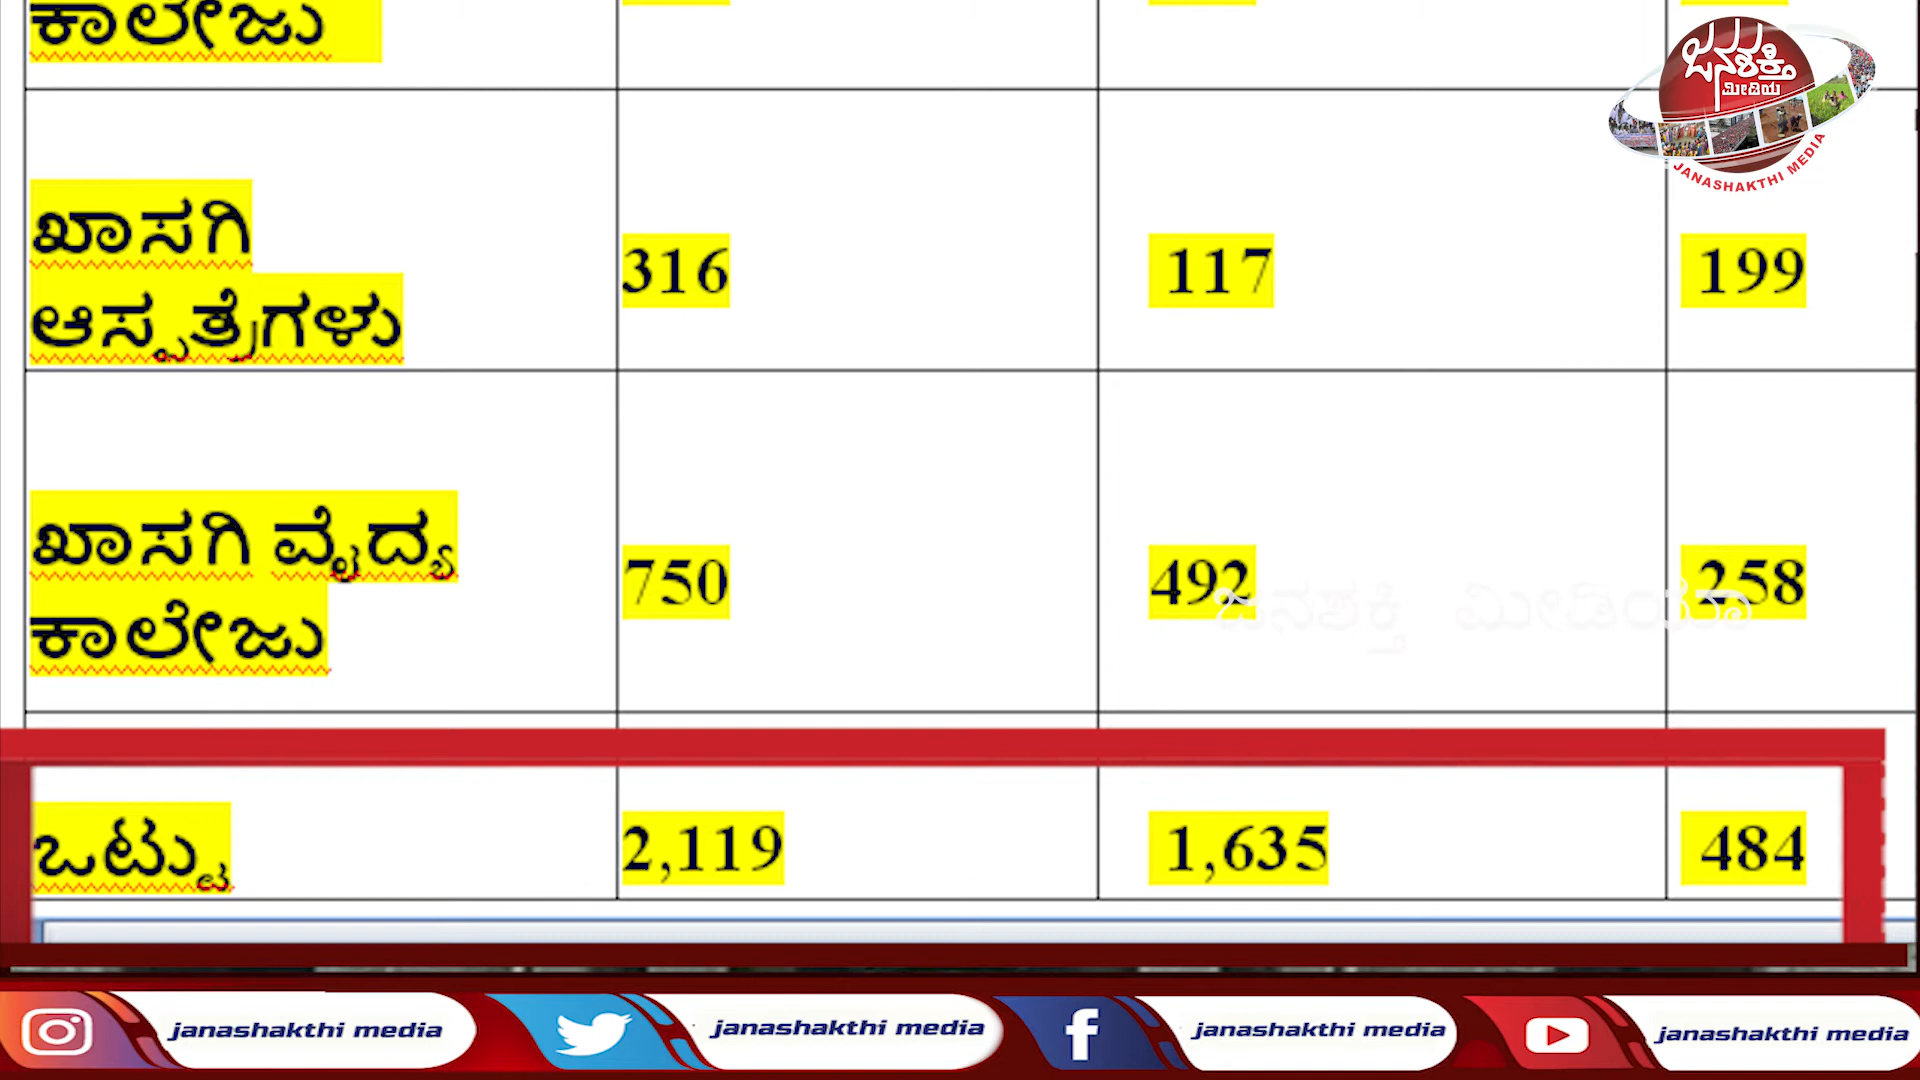 ಕಾಲೇಜು
ಜನಶಕ್ತಿ
ಮೀಡಿಯ
JANASHAKTHI MEDIA
ಖಾಸಗಿ
ಆಸ್ಪತ್ರೆಗಳು
316
117
199
ಖಾಸಗಿ ವೈದ್ಯ
ಕಾಲೇಜು
750
492
258
ಜನಶಕ್ತಿ ಮೀಡಿಯಾ
ಒಟ್ಟು
2,119
1,635
484
janashakthi media
janashakthi media
janashakthi media
janashakthi media